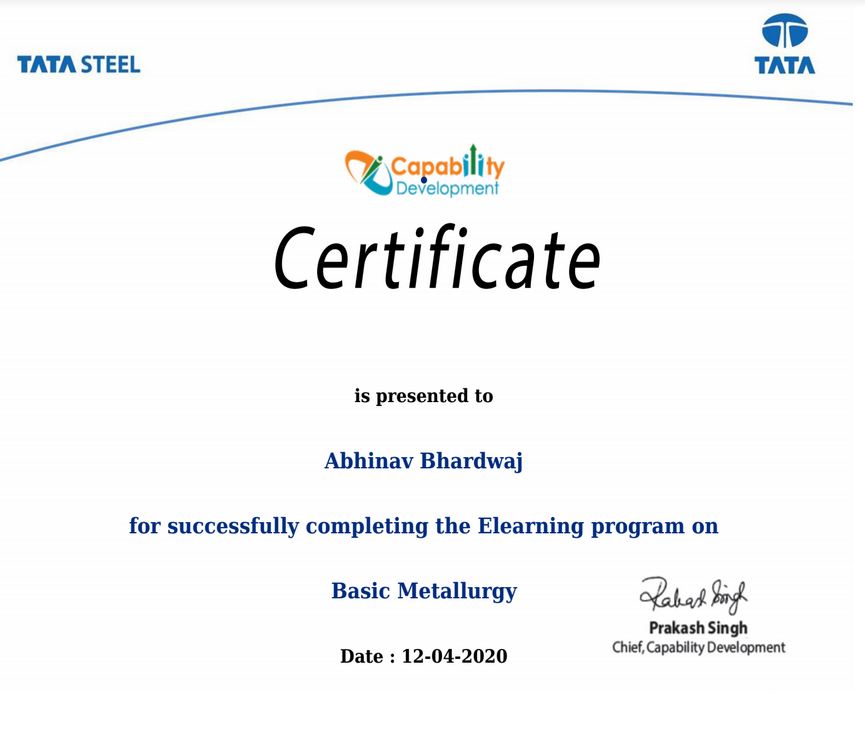 TATA STEEL
TATA
Capability
Development
Certificate
is presented to
Abhinav Bhardwaj
for successfully completing the Elearning program on
Basic Metallurgy
Prakash Singh
Prakash Singh
Chief, Capability Development
Date : 12-04-2020